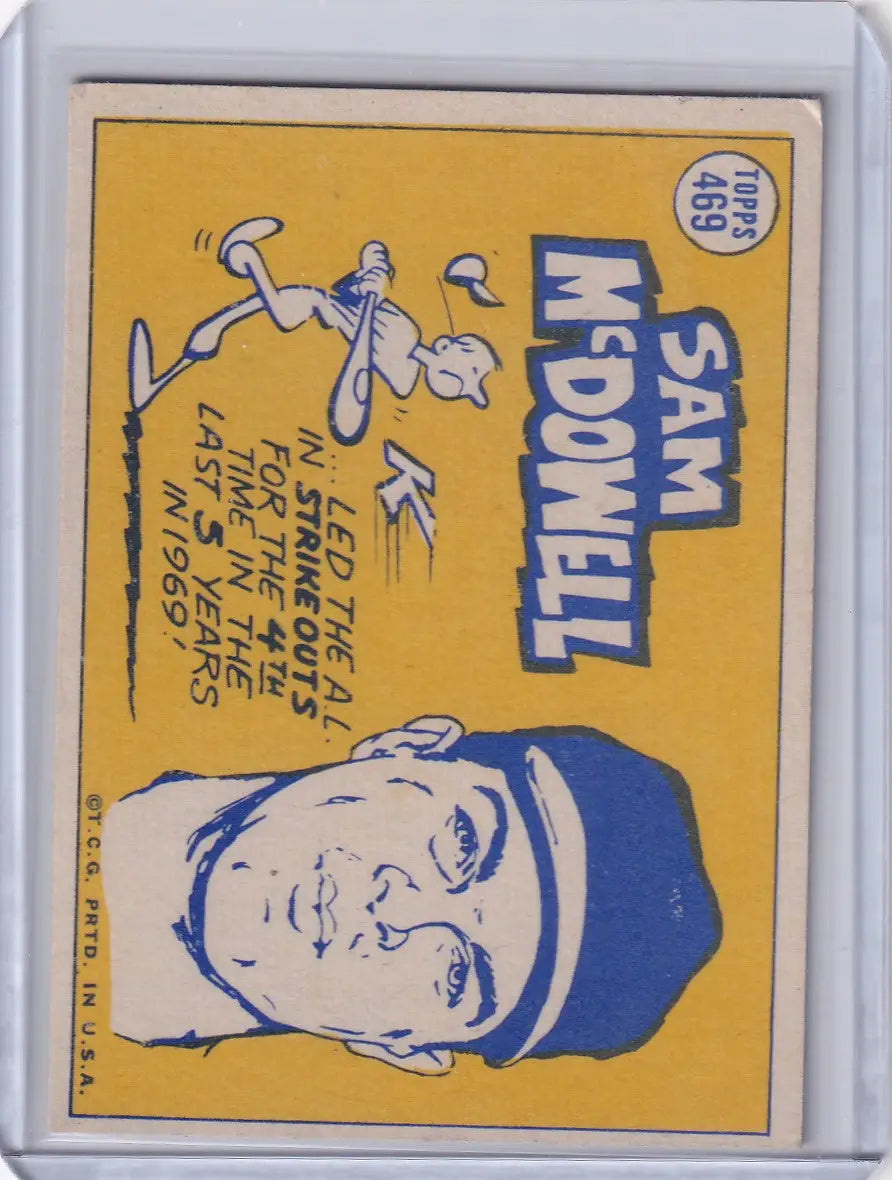 TOPPS
469
SAM
McDOWELL
K
... LED THE A.L.
IN STRIKEOUTS
FOR THE 4TH
TIME IN THE
LAST 5 YEARS
IN 1969!
©T.C.G. PRTD. IN U.S.A.